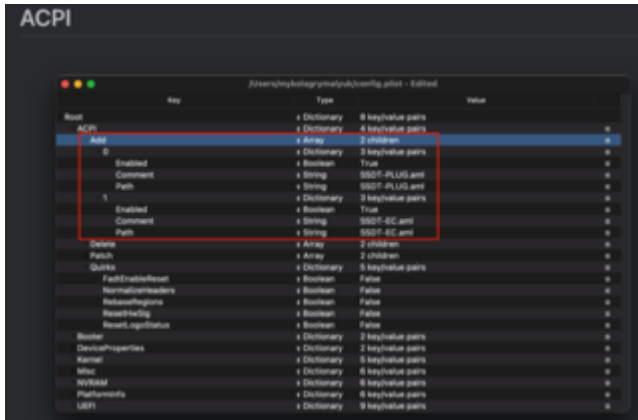 ACPI
/Users/mykolagrymalyuk/config.plist - Edited
Key Type Value
Root Dictionary 8 key/value pairs
ACPI Dictionary 4 key/value pairs
Add Array 2 children
0 Dictionary 3 key/value pairs
Enabled Boolean True
Comment String SSDT-PLUG.aml
Path String SSDT-PLUG.aml
1 Dictionary 3 key/value pairs
Enabled Boolean True
Comment String SSDT-EC.aml
Path String SSDT-EC.aml
Delete Array 2 children
Patch Array 2 children
Quirks Dictionary 5 key/value pairs
FadtEnableReset Boolean False
NormalizeHeaders Boolean False
RebaseRegions Boolean False
ResetHwSig Boolean False
ResetLogoStatus Boolean False
Booter Dictionary 2 key/value pairs
DeviceProperties Dictionary 2 key/value pairs
Kernel Dictionary 5 key/value pairs
Misc Dictionary 6 key/value pairs
NVRAM Dictionary 6 key/value pairs
PlatformInfo Dictionary 6 key/value pairs
UEFI Dictionary 9 key/value pairs